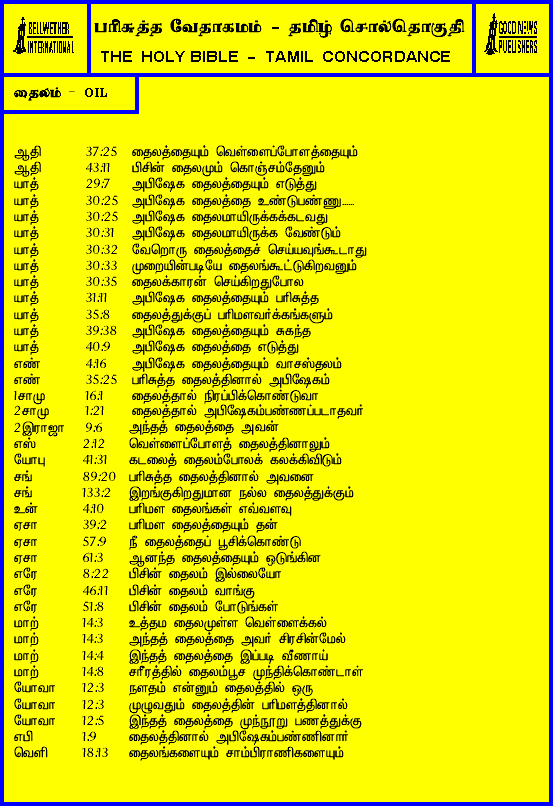 BELLWETHER
INTERNATIONAL
பரிசுத்த வேதாகமம் - தமிழ் சொல்தொகுதி
THE HOLY BIBLE - TAMIL CONCORDANCE
GOOD NEWS
PUBLISHERS
தைலம் - OIL
ஆதி 37:25 தைலத்தையும் வெள்ளைப்போளத்தையும்
ஆதி 43:11 பிசின் தைலமும் கொஞ்சம்தேனும்
யாத் 29:7 அபிஷேக தைலத்தையும் எடுத்து
யாத் 30:25 அபிஷேக தைலத்தை உண்டுபண்ணு.....
யாத் 30:25 அபிஷேக தைலமாயிருக்கக்கடவது
யாத் 30:31 அபிஷேக தைலமாயிருக்க வேண்டும்
யாத் 30:32 வேறொரு தைலத்தைச் செய்யவுங்கூடாது
யாத் 30:33 முறையின்படியே தைலங்கூட்டுகிறவனும்
யாத் 30:35 தைலக்காரன் செய்கிறதுபோல
யாத் 31:11 அபிஷேக தைலத்தையும் பரிசுத்த
யாத் 35:8 தைலத்துக்குப் பரிமளவர்க்கங்களும்
யாத் 39:38 அபிஷேக தைலத்தையும் சுகந்த
யாத் 40:9 அபிஷேக தைலத்தை எடுத்து
எண் 4:16 அபிஷேக தைலத்தையும் வாசஸ்தலம்
எண் 35:25 பரிசுத்த தைலத்தினால் அபிஷேகம்
1சாமு 16:1 தைலத்தால் நிரப்பிக்கொண்டுவா
2சாமு 1:21 தைலத்தால் அபிஷேகம்பண்ணப்படாதவர்
2இராஜா 9:6 அந்தத் தைலத்தை அவன்
எஸ் 2:12 வெள்ளைப்போளத் தைலத்தினாலும்
யோபு 41:31 கடலைத் தைலம்போலக் கலக்கிவிடும்
சங் 89:20 பரிசுத்த தைலத்தினால் அவனை
சங் 133:2 இறங்குகிறதுமான நல்ல தைலத்துக்கும்
உன் 4:10 பரிமள தைலங்கள் எவ்வளவு
ஏசா 39:2 பரிமள தைலத்தையும் தன்
ஏசா 57:9 நீ தைலத்தைப் பூசிக்கொண்டு
ஏசா 61:3 ஆனந்த தைலத்தையும் ஒடுங்கின
எரே 8:22 பிசின் தைலம் இல்லையோ
எரே 46:11 பிசின் தைலம் வாங்கு
எரே 51:8 பிசின் தைலம் போடுங்கள்
மாற் 14:3 உத்தம தைலமுள்ள வெள்ளைக்கல்
மாற் 14:3 அந்தத் தைலத்தை அவர் சிரசின்மேல்
மாற் 14:4 இந்தத் தைலத்தை இப்படி வீணாய்
மாற் 14:8 சரீரத்தில் தைலம்பூச முந்திக்கொண்டாள்
யோவா 12:3 நளதம் என்னும் தைலத்தில் ஒரு
யோவா 12:3 முழுவதும் தைலத்தின் பரிமளத்தினால்
யோவா 12:5 இந்தத் தைலத்தை முந்நூறு பணத்துக்கு
எபி 1:9 தைலத்தினால் அபிஷேகம்பண்ணினார்
வெளி 18:13 தைலங்களையும் சாம்பிராணிகளையும்